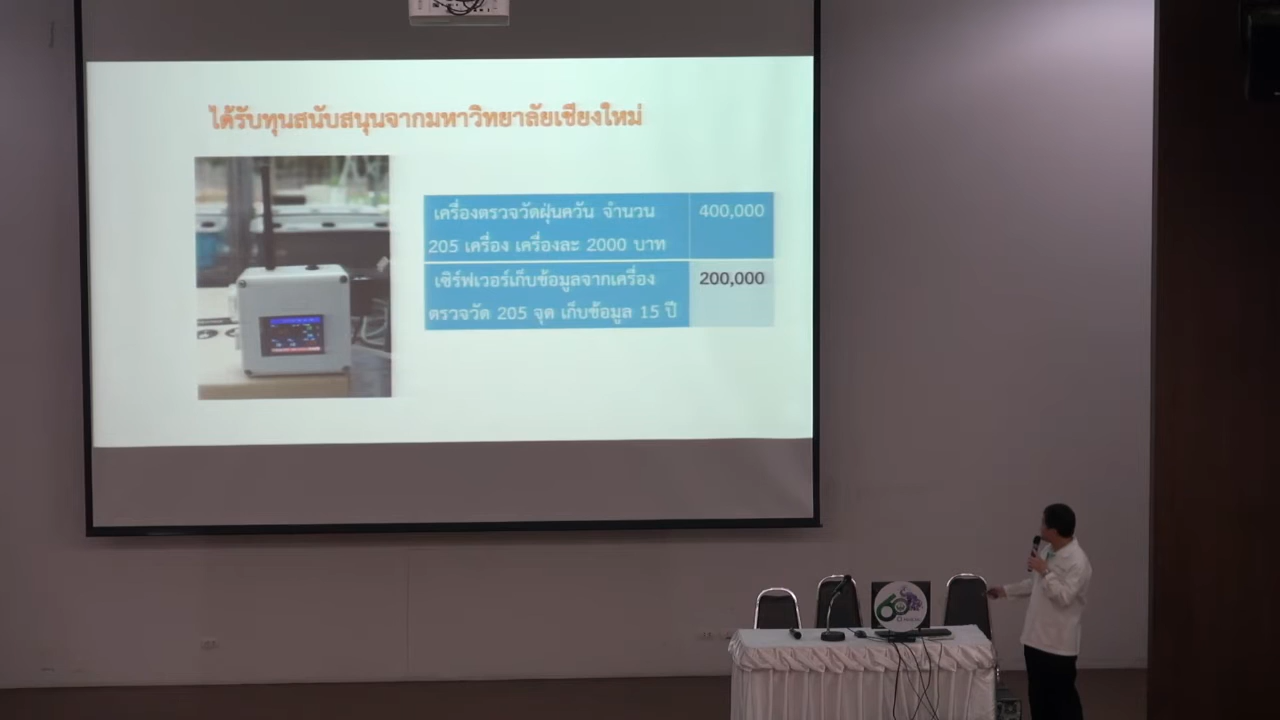 ได้รับทุนสนับสนุนจากมหาวิทยาลัยเชียงใหม่
เครื่องตรวจวัดฝุ่นควัน จำนวน
205 เครื่อง เครื่องละ 2000 บาท
400,000
เซิร์ฟเวอร์เก็บข้อมูลจากเครื่อง
ตรวจวัด 205 จุด เก็บข้อมูล 15 ปี
200,000
60